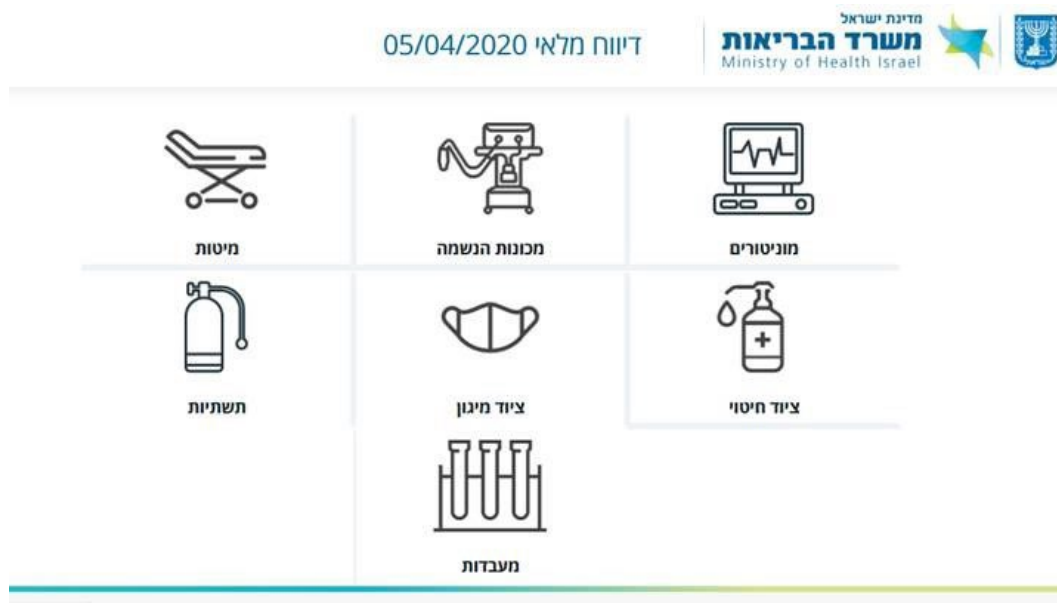 מדינת ישראל
משרד הבריאות
Ministry of Health Israel
דיווח מלאי 05/04/2020
מוניטורים
מכונות הנשמה
מיטות
ציוד חיטוי
ציוד מיגון
תשתיות
מעבדות